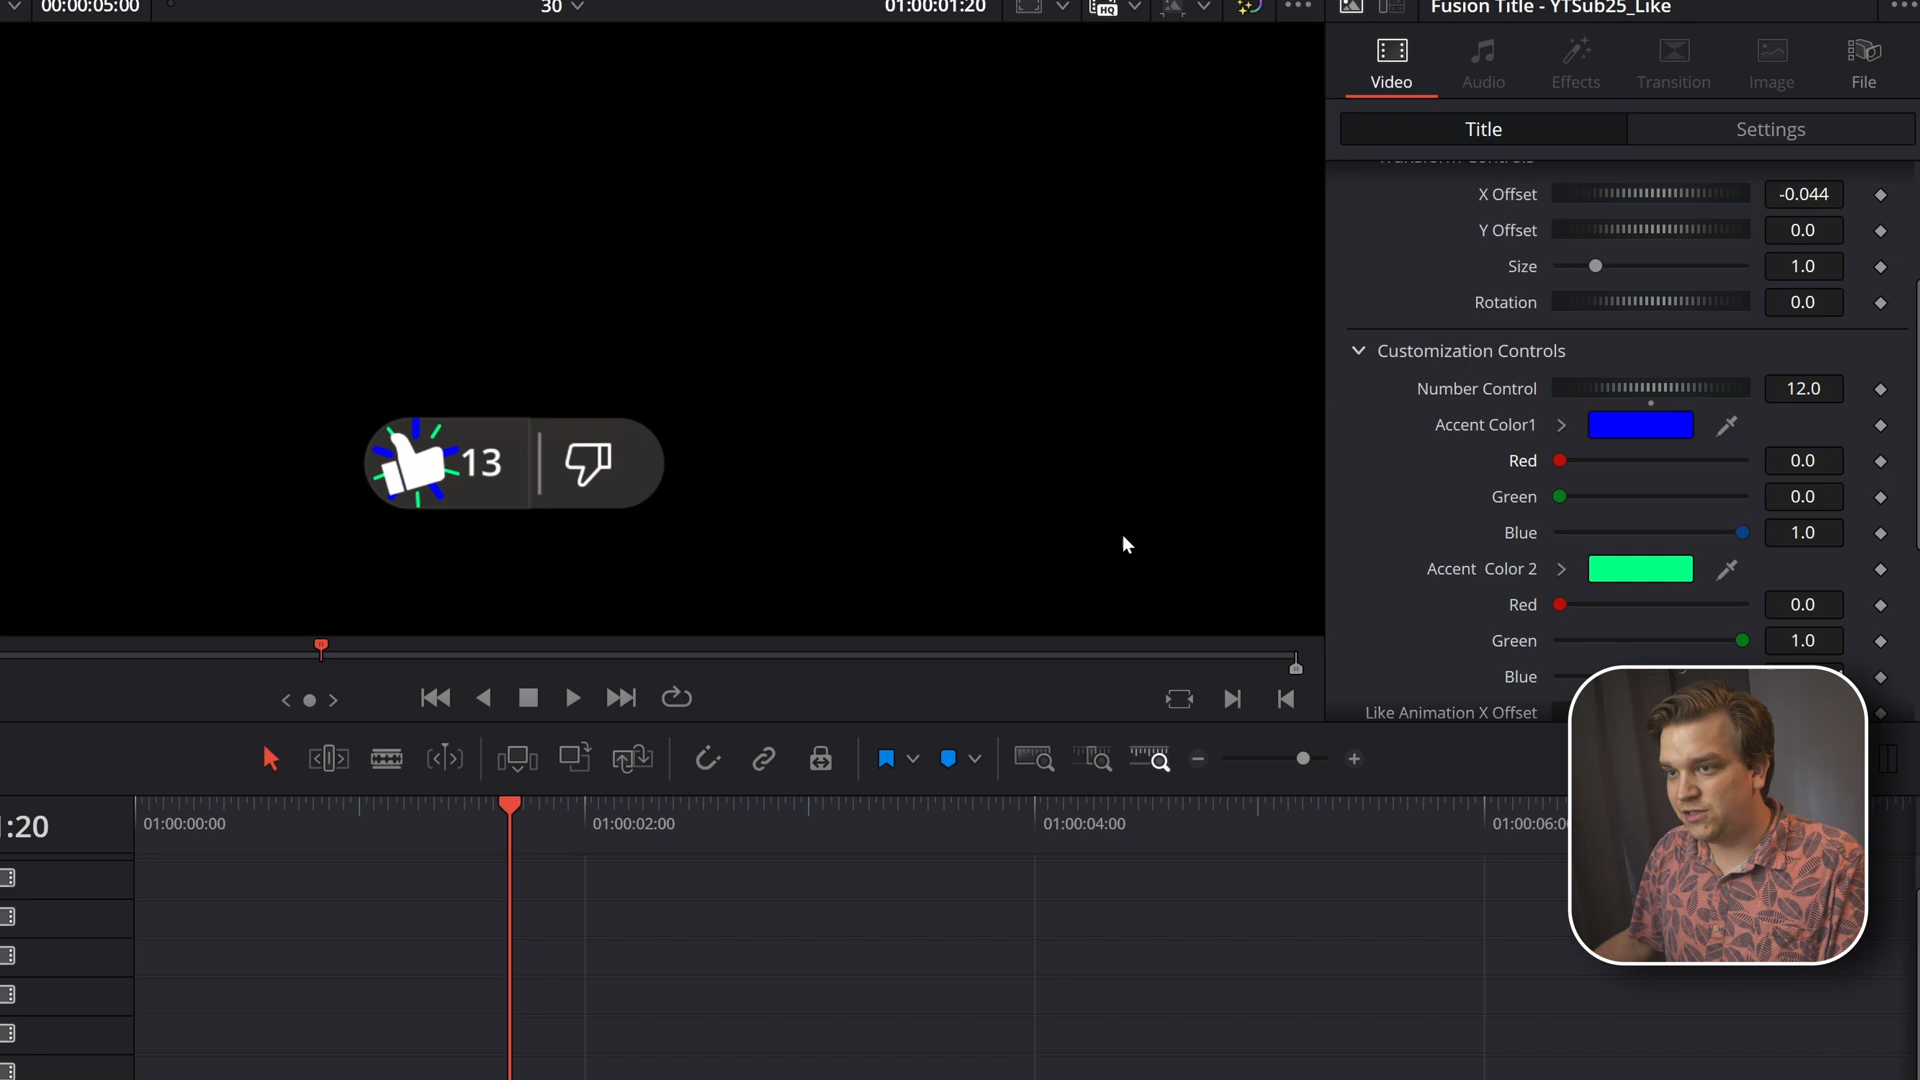 00:00:05:00
30
01:00:01:20
HQ
Fusion Title - YTSub25_Like
Video
Audio
Effects
Transition
Image
File
Title
Settings
Transform Controls
X Offset
-0.044
Y Offset
0.0
Size
1.0
Rotation
0.0
Customization Controls
Number Control
12.0
Accent Color1
Red
0.0
Green
0.0
Blue
1.0
Accent Color 2
Red
0.0
Green
1.0
Blue
Like Animation X Offset
13
:20
01:00:00:00
01:00:02:00
01:00:04:00